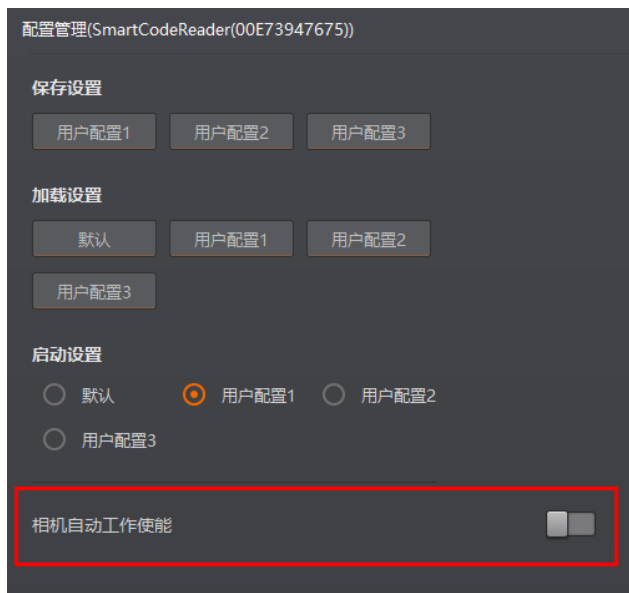 配置管理(SmartCodeReader(00E73947675))
保存设置
用户配置1 用户配置2 用户配置3
加载设置
默认 用户配置1 用户配置2
用户配置3
启动设置
默认 用户配置1 用户配置2
用户配置3
相机自动工作使能